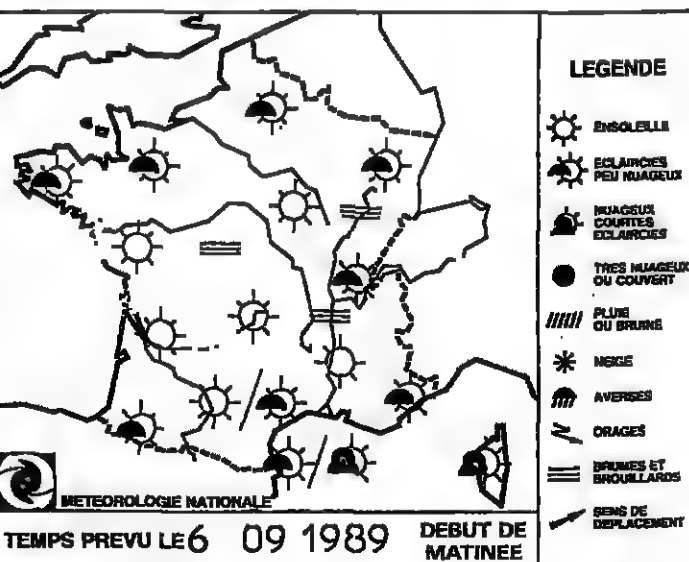 LEGENDE
ENSOLEILLE
ECLAIRCIES
PEU NUAGEUX
NUAGEUX
COURTES
ECLAIRCIES
TRES NUAGEUX
OU COUVERT
PLUIE
OU BRUINE
NEIGE
AVERSES
ORAGES
BRUMES ET
BROUILLARDS
SENS DE
DEPLACEMENT
METEOROLOGIE NATIONALE
TEMPS PREVU LE 6 09 1989 DEBUT DE
MATINEE